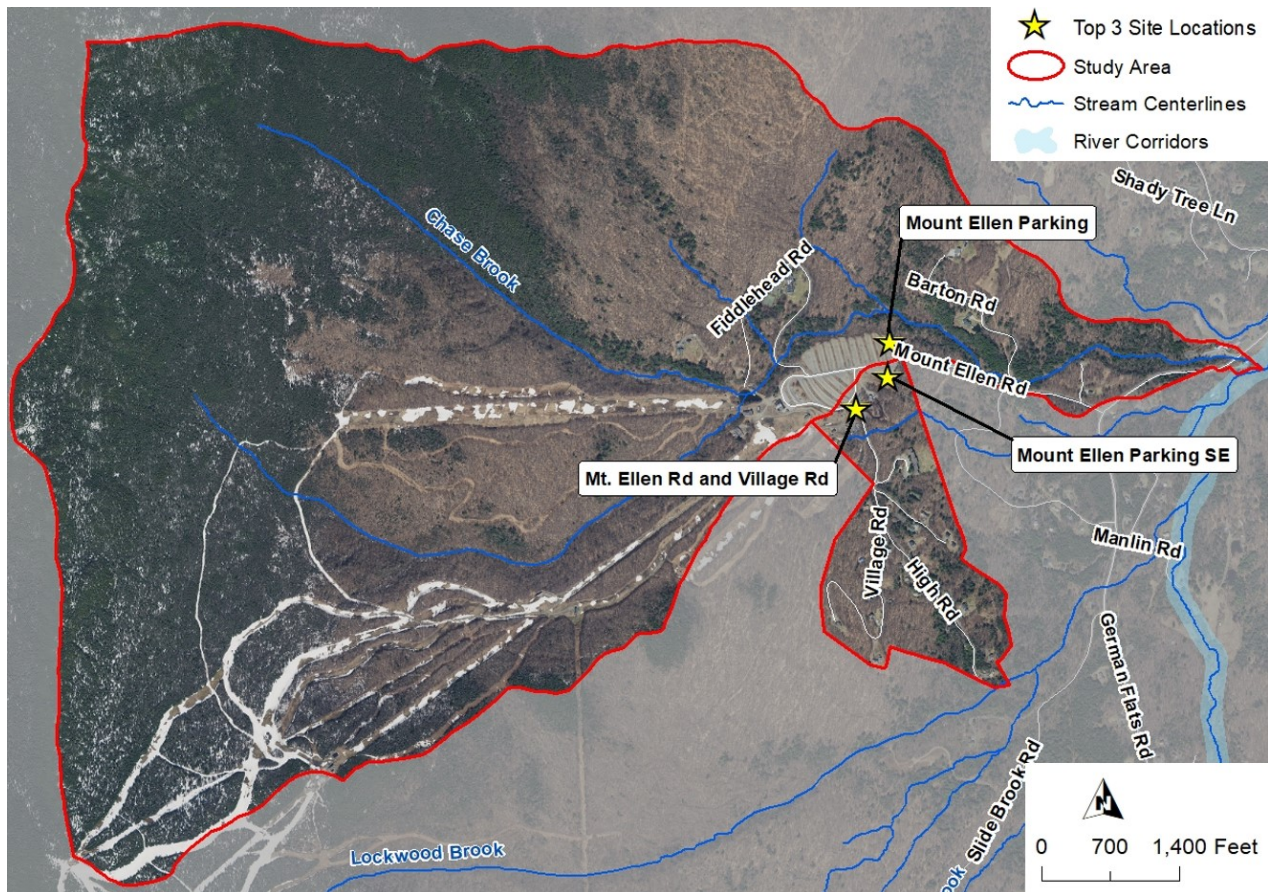 Top 3 Site Locations
Study Area
Stream Centerlines
River Corridors
Shady Tree Ln
Mount Ellen Parking
Chase Brook
Fiddlehead Rd
Barton Rd
Mount Ellen Rd
Mount Ellen Parking SE
Mt. Ellen Rd and Village Rd
Manlin Rd
Village Rd
High Rd
German Flats Rd
Slide Brook Rd
Brook
Lockwood Brook
N
0 700 1,400 Feet